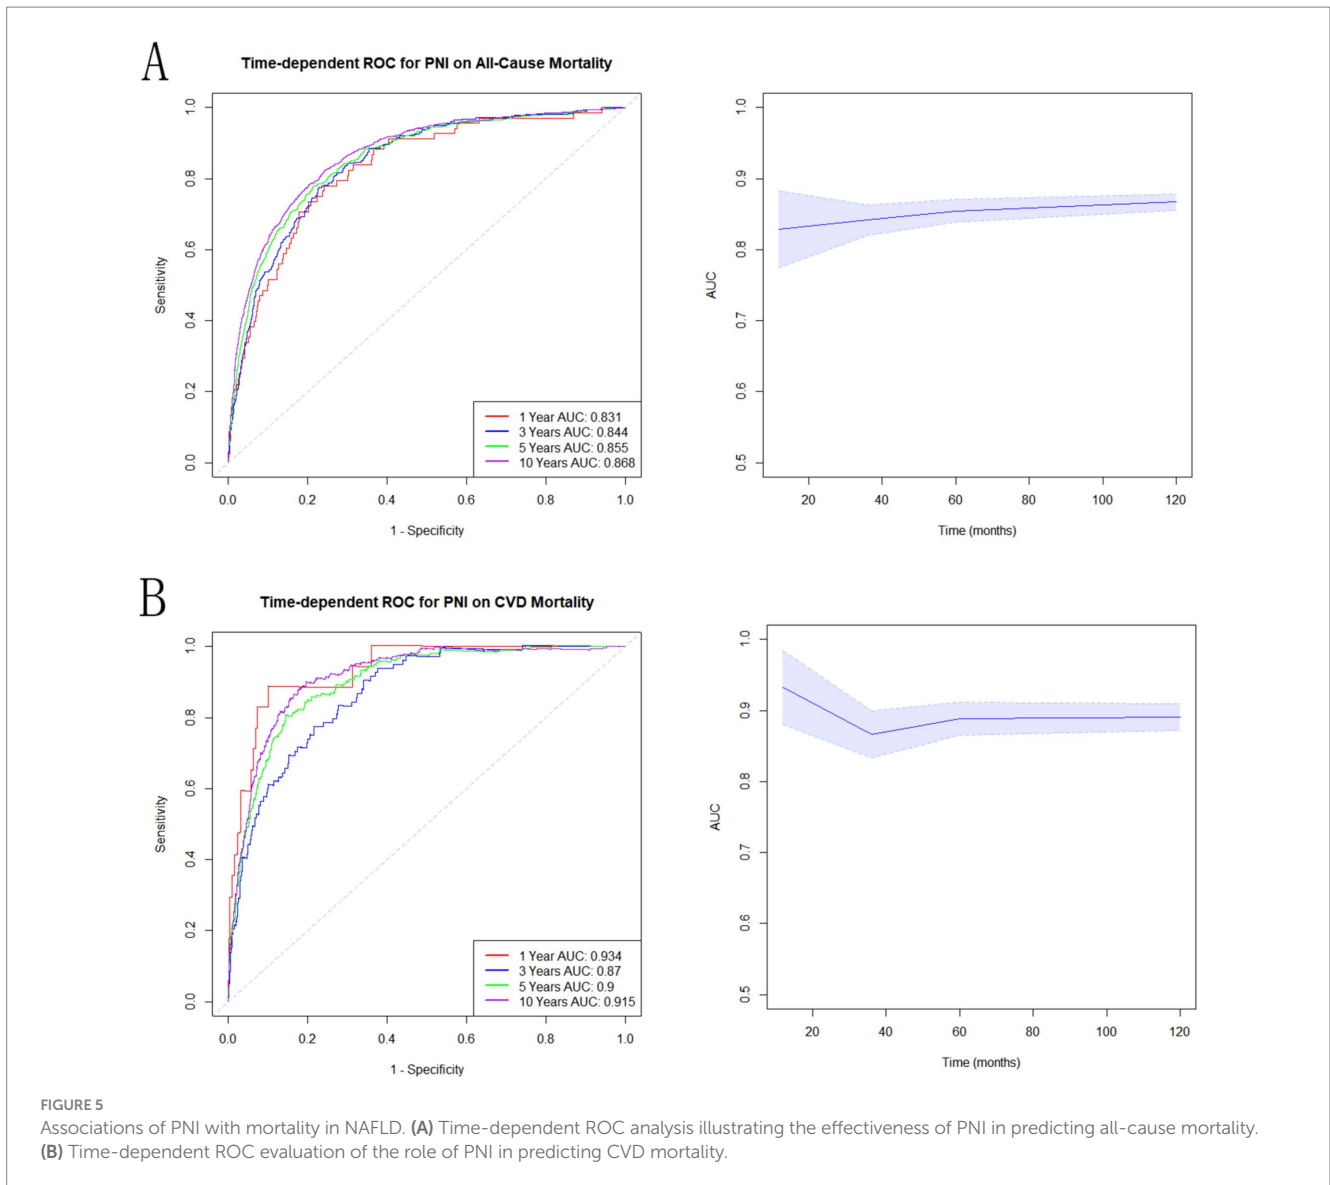 A
Time-dependent ROC for PNI on All-Cause Mortality
Sensitivity
0.0 0.2 0.4 0.6 0.8 1.0
1 Year AUC: 0.831
3 Years AUC: 0.844
5 Years AUC: 0.855
10 Years AUC: 0.868
0.0 0.2 0.4 0.6 0.8 1.0
1 - Specificity
AUC
0.5 0.6 0.7 0.8 0.9 1.0
20 40 60 80 100 120
Time (months)
B
Time-dependent ROC for PNI on CVD Mortality
Sensitivity
0.0 0.2 0.4 0.6 0.8 1.0
1 Year AUC: 0.934
3 Years AUC: 0.87
5 Years AUC: 0.9
10 Years AUC: 0.915
0.0 0.2 0.4 0.6 0.8 1.0
1 - Specificity
AUC
0.5 0.6 0.7 0.8 0.9 1.0
20 40 60 80 100 120
Time (months)
FIGURE 5
Associations of PNI with mortality in NAFLD. (A) Time-dependent ROC analysis illustrating the effectiveness of PNI in predicting all-cause mortality.
(B) Time-dependent ROC evaluation of the role of PNI in predicting CVD mortality.